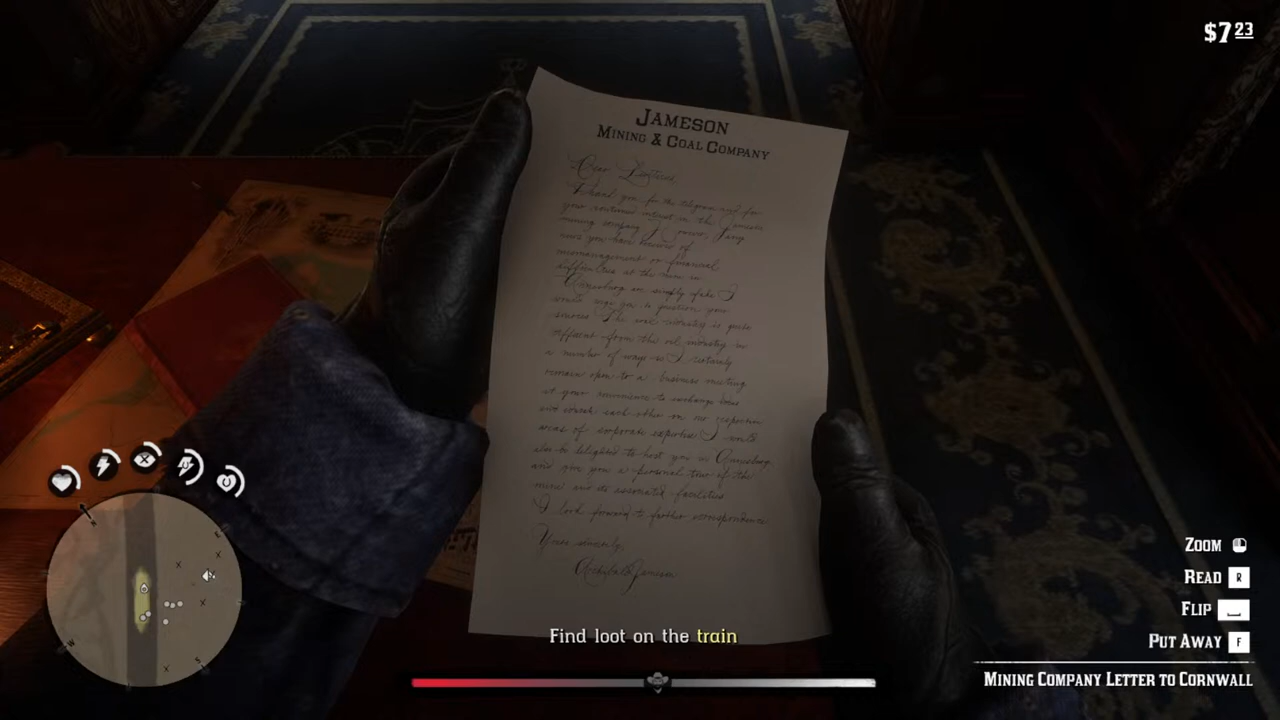 $7 23
JAMESON
MINING & COAL COMPANY
Dear Leviticus,
Thank you for the telegram and for
your continued interest in the Jameson
mining company. I
news you have received of
mismanagement or financial
difficulties at the mine in
Annesburg are simply false. I
would urge you to question your
sources. The coal industry is quite
different from the oil industry in
a number of ways so I certainly
remain open to a business meeting
at your convenience to exchange ideas
and enrich each other on our respective
areas of corporate expertise. I would
also be delighted to host you in Annesburg
and give you a personal tour of the
mine and its associated facilities.
I look forward to further correspondence.
Yours sincerely,
Archibald Jameson
ZOOM
READ R
FLIP
PUT AWAY F
Find loot on the train
MINING COMPANY LETTER TO CORNWALL